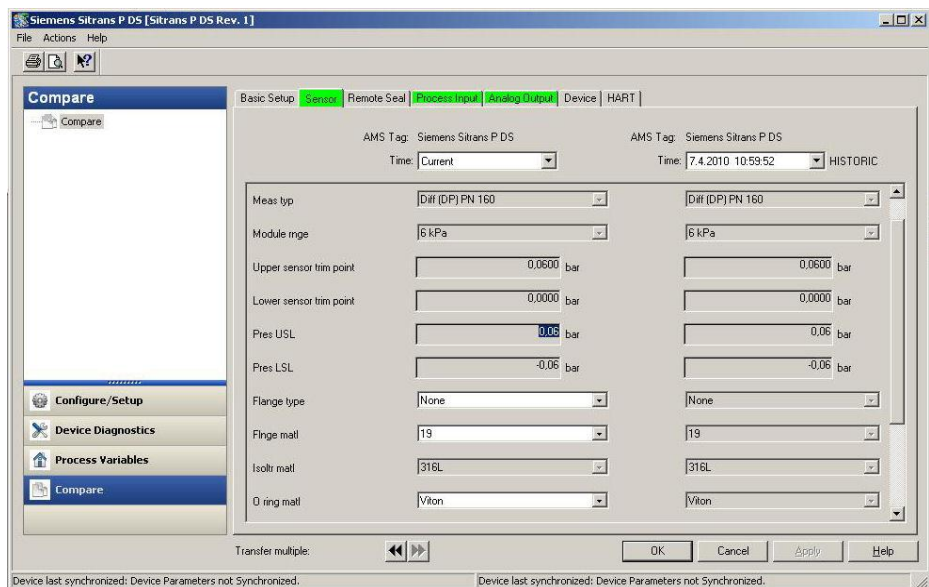 Siemens Sitrans P DS [Sitrans P DS Rev. 1]
File Actions Help
Compare
Compare
Basic Setup Sensor Remote Seal Process Input Analog Output Device HART
AMS Tag: Siemens Sitrans P DS AMS Tag: Siemens Sitrans P DS
Time: Current Time: 7.4.2010 10:59:52 HISTORIC
Meas typ Diff (DP) PN 160 Diff (DP) PN 160
Module rnge 6 kPa 6 kPa
Upper sensor trim point 0,0600 bar 0,0600 bar
Lower sensor trim point 0,0000 bar 0,0000 bar
Pres USL 0,06 bar 0,06 bar
Pres LSL -0,06 bar -0,06 bar
Flange type None None
Flnge matl 19 19
Isoltr matl 316L 316L
O ring matl Viton Viton
Configure/Setup
Device Diagnostics
Process Variables
Compare
Transfer multiple: OK Cancel Apply Help
Device last synchronized: Device Parameters not Synchronized. Device last synchronized: Device Parameters not Synchronized.